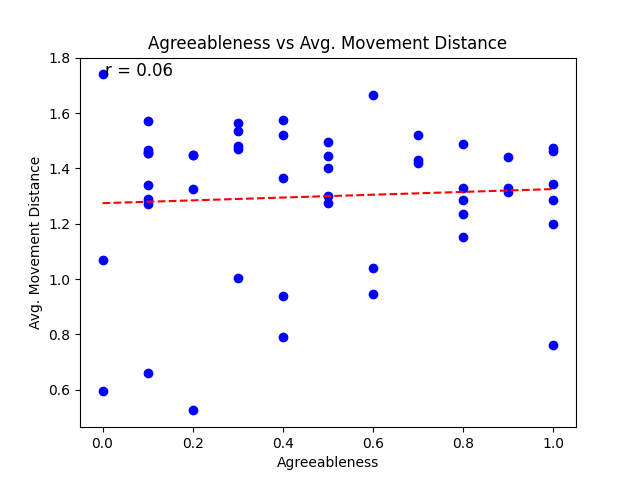 Agreeableness vs Avg. Movement Distance
r = 0.06
Avg. Movement Distance
1.8
1.6
1.4
1.2
1.0
0.8
0.6
0.0 0.2 0.4 0.6 0.8 1.0
Agreeableness